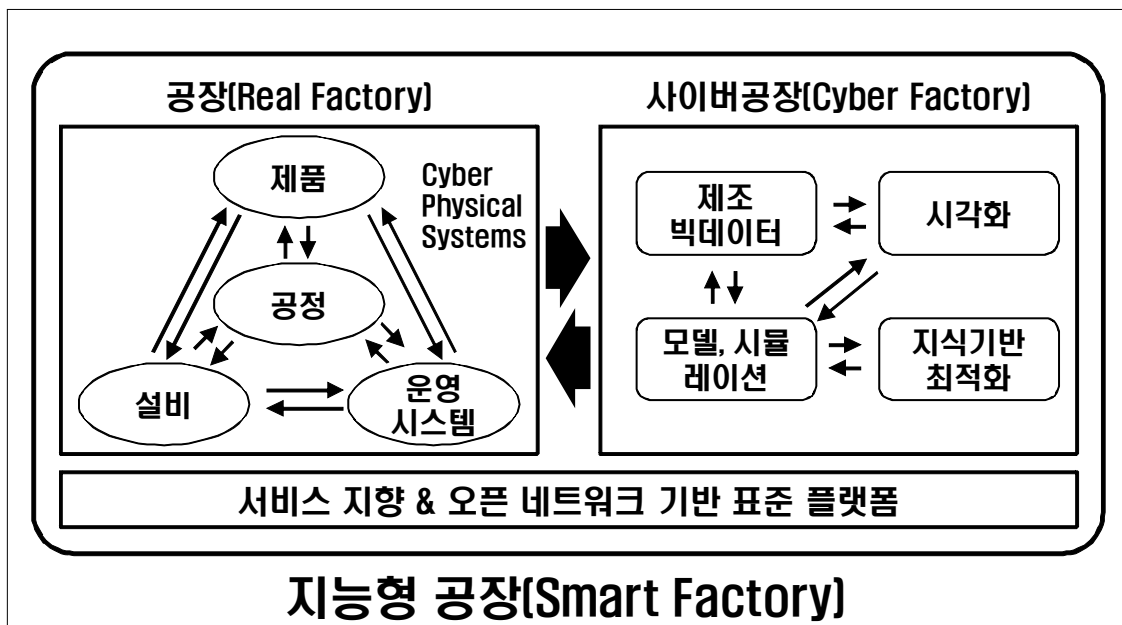 공장(Real Factory)
제품
Cyber
Physical
Systems
공정
설비
운영
시스템
사이버공장(Cyber Factory)
제조
빅데이터
시각화
모델, 시뮬
레이션
지식기반
최적화
서비스 지향 & 오픈 네트워크 기반 표준 플랫폼
지능형 공장(Smart Factory)